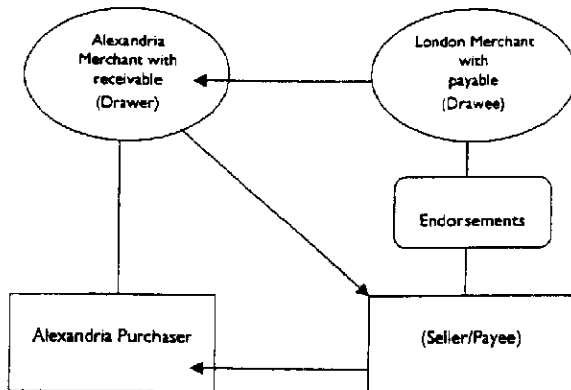 Alexandria
Merchant with
receivable
(Drawer)
London Merchant
with
payable
(Drawee)
Endorsements
Alexandria Purchaser
(Seller/Payee)